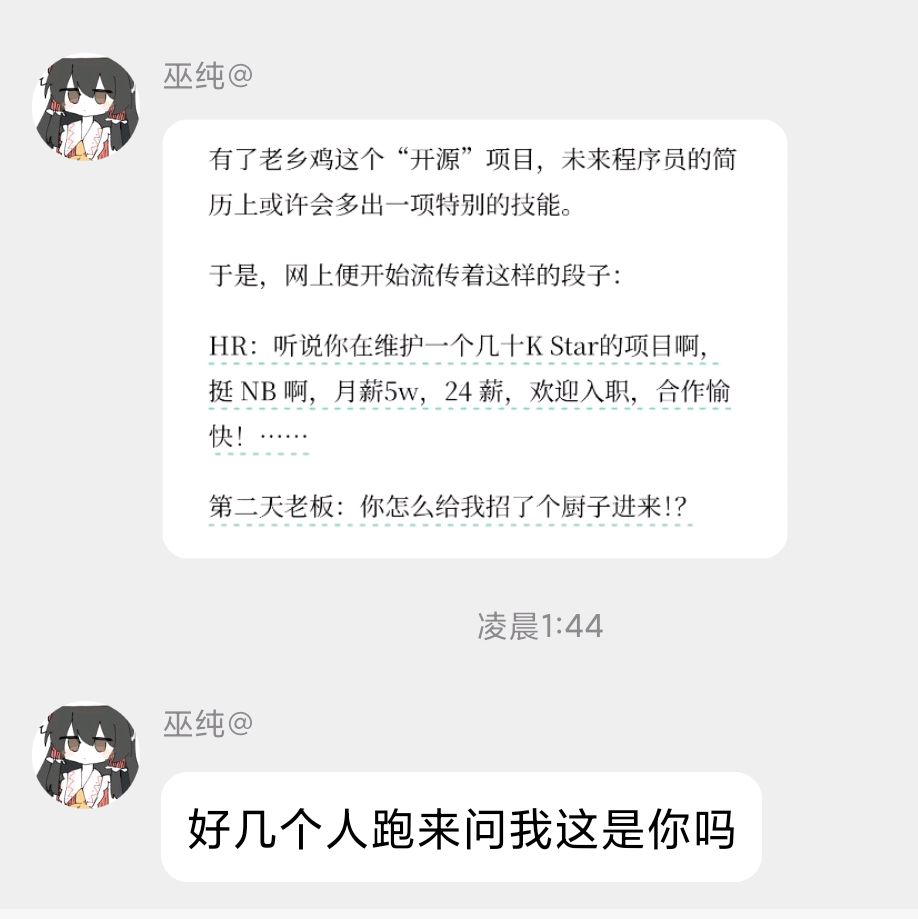 巫纯@
有了老乡鸡这个“开源”项目，未来程序员的简
历上或许会多出一项特别的技能。
于是，网上便开始流传着这样的段子：
HR：听说你在维护一个几十K Star的项目啊，
挺 NB 啊，月薪5w，24 薪，欢迎入职，合作愉
快！……
第二天老板：你怎么给我招了个厨子进来!？
凌晨1:44
巫纯@
好几个人跑来问我这是你吗